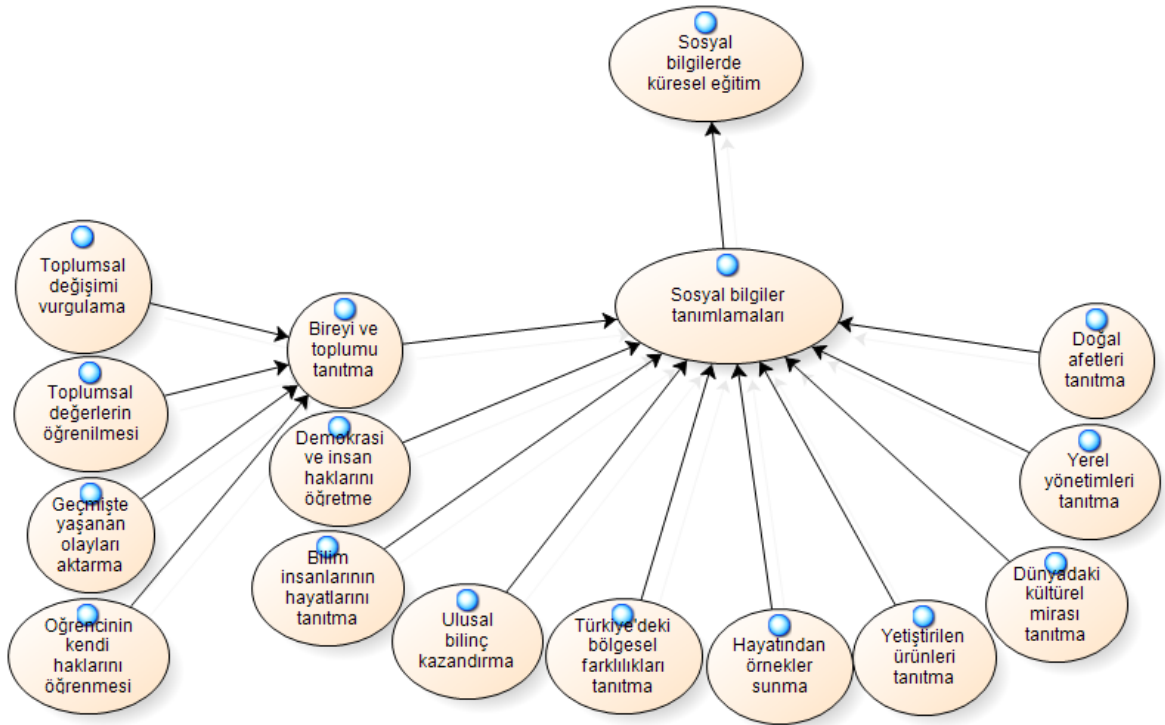 Sosyal
bilgilerde
küresel eğitim
Toplumsal
değişimi
vurgulama
Bireyi ve
toplumu
tanıtma
Sosyal bilgiler
tanımlamaları
Doğal
afetleri
tanıtma
Toplumsal
değerlerin
öğrenilmesi
Demokrasi
ve insan
haklarını
öğretme
Yerel
yönetimleri
tanıtma
Geçmişte
yaşanan
olayları
aktarma
Bilim
insanlarının
hayatlarını
tanıtma
Dünyadaki
kültürel
mirası
tanıtma
Öğrencinin
kendi
haklarını
öğrenmesi
Ulusal
bilinç
kazandırma
Türkiye'deki
bölgesel
farklılıkları
tanıtma
Hayatından
örnekler
sunma
Yetiştirilen
ürünleri
tanıtma